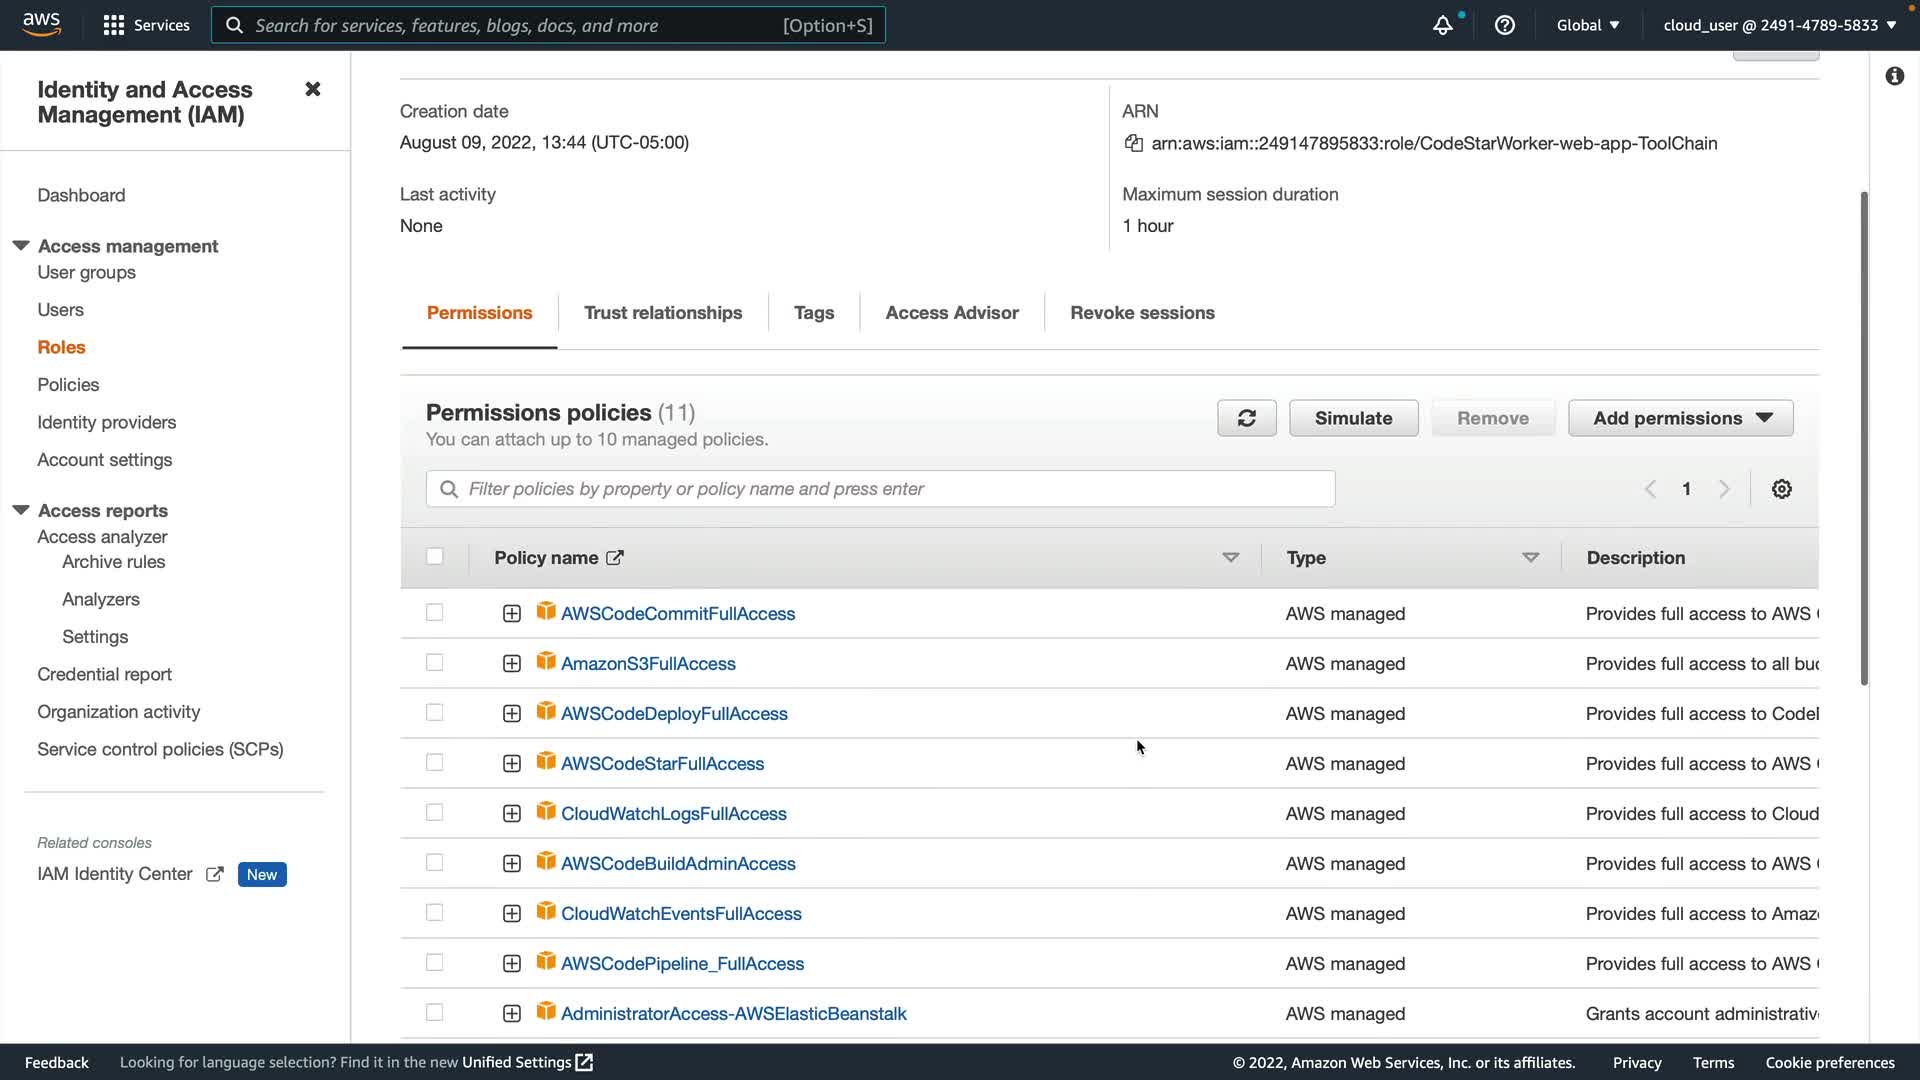 aws
Services
Search for services, features, blogs, docs, and more
[Option+S]
Global
cloud_user @ 2491-4789-5833
Identity and Access
Management (IAM)
Dashboard
Access management
User groups
Users
Roles
Policies
Identity providers
Account settings
Access reports
Access analyzer
Archive rules
Analyzers
Settings
Credential report
Organization activity
Service control policies (SCPs)
Related consoles
IAM Identity Center
New
Creation date
August 09, 2022, 13:44 (UTC-05:00)
Last activity
None
ARN
arn:aws:iam::249147895833:role/CodeStarWorker-web-app-ToolChain
Maximum session duration
1 hour
Permissions
Trust relationships
Tags
Access Advisor
Revoke sessions
Permissions policies (11)
You can attach up to 10 managed policies.
Simulate
Remove
Add permissions
Filter policies by property or policy name and press enter
1
Policy name
Type
Description
AWSCodeCommitFullAccess AWS managed Provides full access to AWS
AmazonS3FullAccess AWS managed Provides full access to all buc
AWSCodeDeployFullAccess AWS managed Provides full access to Codel
AWSCodeStarFullAccess AWS managed Provides full access to AWS
CloudWatchLogsFullAccess AWS managed Provides full access to Cloud
AWSCodeBuildAdminAccess AWS managed Provides full access to AWS
CloudWatchEventsFullAccess AWS managed Provides full access to Amaz
AWSCodePipeline_FullAccess AWS managed Provides full access to AWS
AdministratorAccess-AWSElasticBeanstalk AWS managed Grants account administrativ
Feedback
Looking for language selection? Find it in the new Unified Settings
© 2022, Amazon Web Services, Inc. or its affiliates.
Privacy
Terms
Cookie preferences